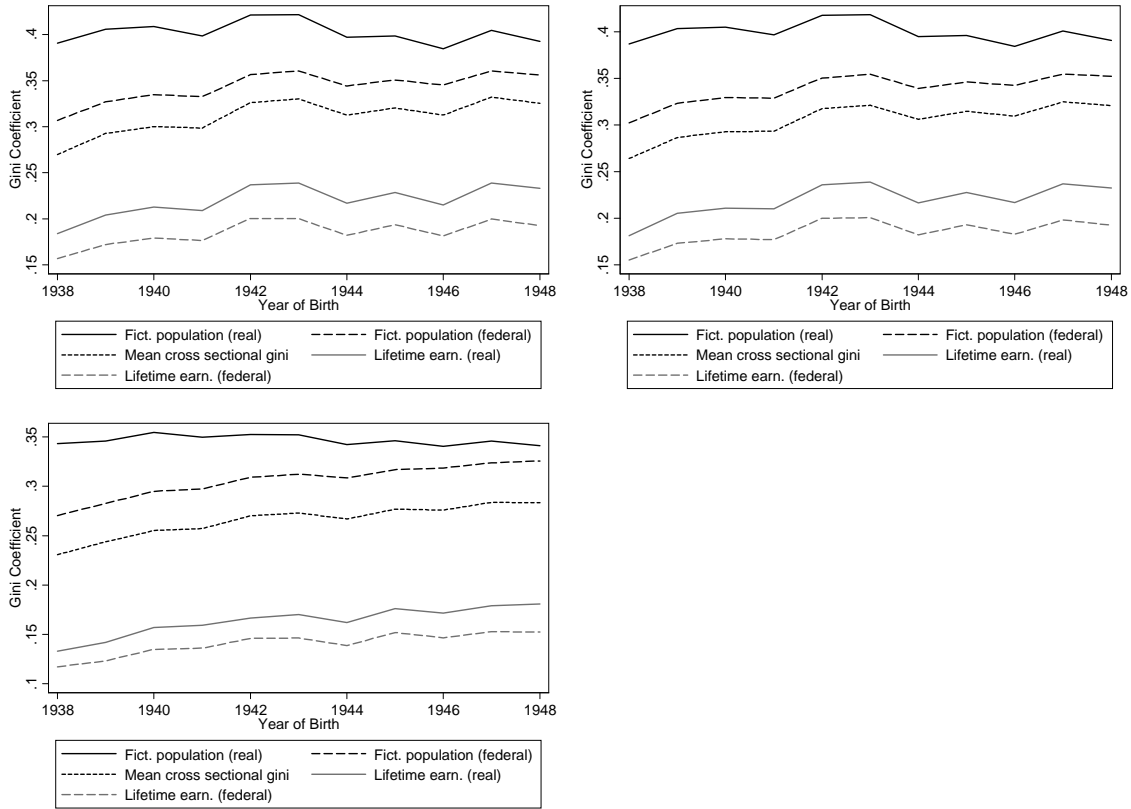 .4
.35
.3
.25
.2
.15
Gini Coefficient
1938 1940 1942 1944 1946 1948
Year of Birth
Fict. population (real) Fict. population (federal)
Mean cross sectional gini Lifetime earn. (real)
Lifetime earn. (federal)
.4
.35
.3
.25
.2
.15
Gini Coefficient
1938 1940 1942 1944 1946 1948
Year of Birth
Fict. population (real) Fict. population (federal)
Mean cross sectional gini Lifetime earn. (real)
Lifetime earn. (federal)
.35
.3
.25
.2
.15
.1
Gini Coefficient
1938 1940 1942 1944 1946 1948
Year of Birth
Fict. population (real) Fict. population (federal)
Mean cross sectional gini Lifetime earn. (real)
Lifetime earn. (federal)